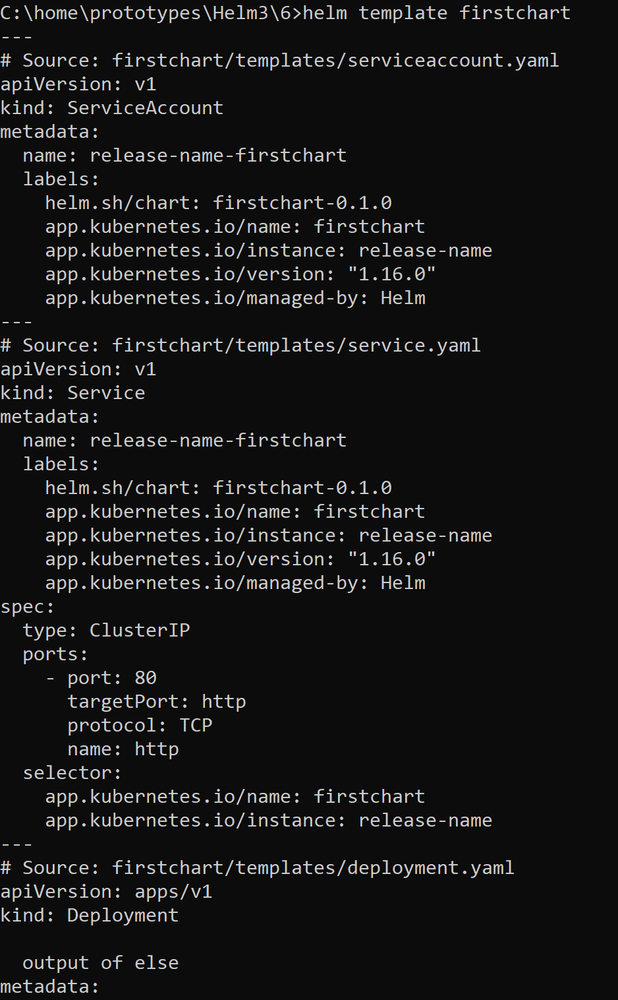 C:\home\prototypes\Helm3\6>helm template firstchart
---
# Source: firstchart/templates/serviceaccount.yaml
apiVersion: v1
kind: ServiceAccount
metadata:
  name: release-name-firstchart
  labels:
    helm.sh/chart: firstchart-0.1.0
    app.kubernetes.io/name: firstchart
    app.kubernetes.io/instance: release-name
    app.kubernetes.io/version: "1.16.0"
    app.kubernetes.io/managed-by: Helm
---
# Source: firstchart/templates/service.yaml
apiVersion: v1
kind: Service
metadata:
  name: release-name-firstchart
  labels:
    helm.sh/chart: firstchart-0.1.0
    app.kubernetes.io/name: firstchart
    app.kubernetes.io/instance: release-name
    app.kubernetes.io/version: "1.16.0"
    app.kubernetes.io/managed-by: Helm
spec:
  type: ClusterIP
  ports:
    - port: 80
      targetPort: http
      protocol: TCP
      name: http
  selector:
    app.kubernetes.io/name: firstchart
    app.kubernetes.io/instance: release-name
---
# Source: firstchart/templates/deployment.yaml
apiVersion: apps/v1
kind: Deployment

  output of else
metadata: